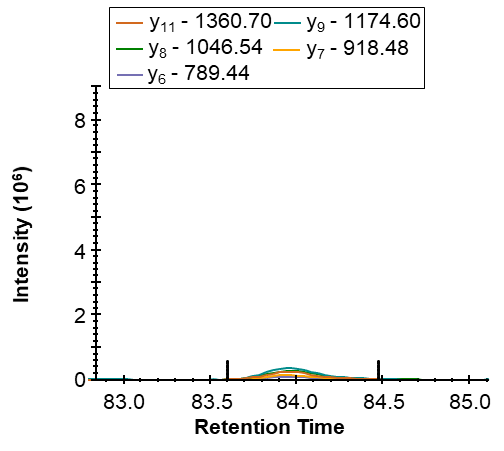 y₁₁ - 1360.70 y₉ - 1174.60
y₈ - 1046.54 y₇ - 918.48
y₆ - 789.44
Intensity (10⁶)
8
6
4
2
0
83.0 83.5 84.0 84.5 85.0
Retention Time